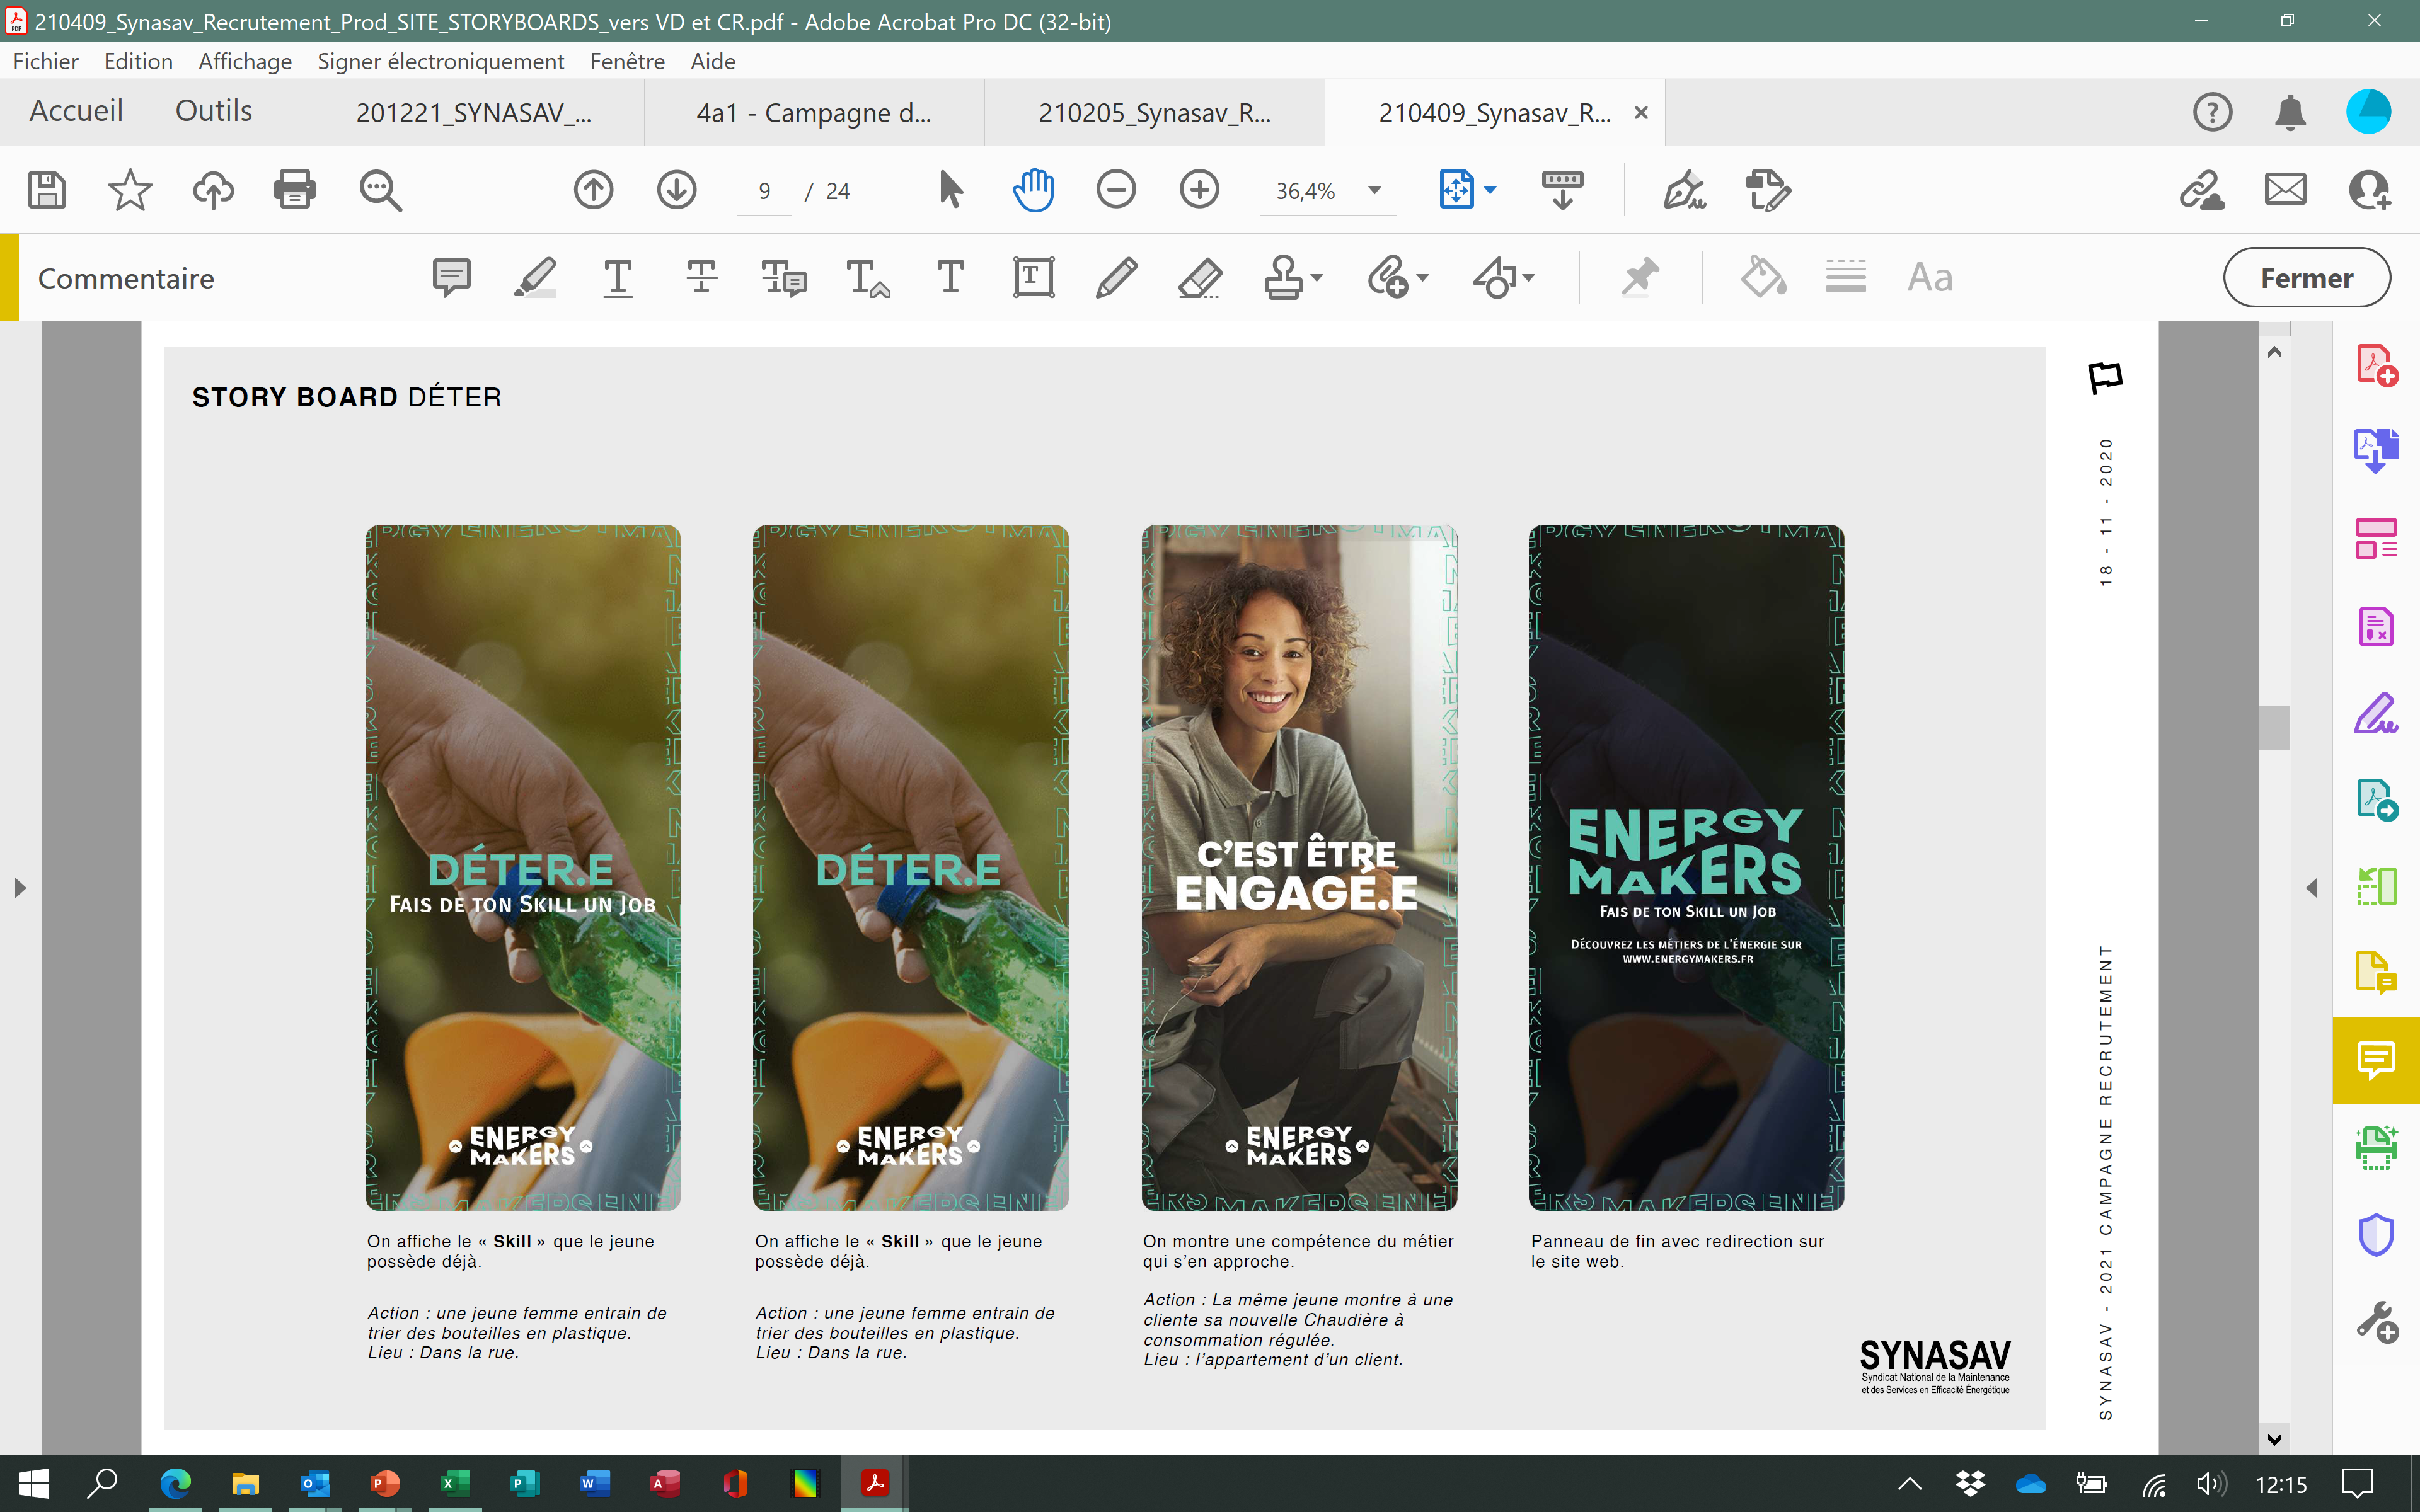 210409_Synasav_Recrutement_Prod_SITE_STORYBOARDS_vers VD et CR.pdf - Adobe Acrobat Pro DC (32-bit)
Fichier Edition Affichage Signer électroniquement Fenêtre Aide
Accueil Outils 201221_SYNASAV_... 4a1 - Campagne d... 210205_Synasav_R... 210409_Synasav_R...
9 / 24 36,4%
Commentaire
Aa
Fermer
STORY BOARD DÉTER
18 - 11 - 2020
SYNASAV - 2021 CAMPAGNE RECRUTEMENT
DÉTER.E
FAIS DE TON SKILL UN JOB
ENERGY
MAKERS
On affiche le « Skill » que le jeune
possède déjà.
Action : une jeune femme entrain de
trier des bouteilles en plastique.
Lieu : Dans la rue.
DÉTER.E
ENERGY
MAKERS
On affiche le « Skill » que le jeune
possède déjà.
Action : une jeune femme entrain de
trier des bouteilles en plastique.
Lieu : Dans la rue.
C'EST ÊTRE
ENGAGÉ.E
ENERGY
MAKERS
On montre une compétence du métier
qui s'en approche.
Action : La même jeune montre à une
cliente sa nouvelle Chaudière à
consommation régulée.
Lieu : l'appartement d'un client.
ENERGY
MAKERS
FAIS DE TON SKILL UN JOB
DÉCOUVREZ LES MÉTIERS DE L'ÉNERGIE SUR
WWW.ENERGYMAKERS.FR
Panneau de fin avec redirection sur
le site web.
SYNASAV
Syndicat National de la Maintenance
et des Services en Efficacité Énergétique
12:15